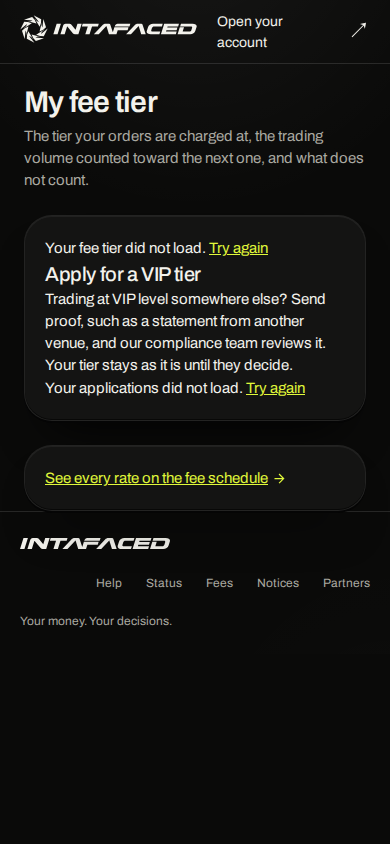 INTAFACED
Open your
account
My fee tier
The tier your orders are charged at, the trading
volume counted toward the next one, and what does
not count.
Your fee tier did not load. Try again
Apply for a VIP tier
Trading at VIP level somewhere else? Send
proof, such as a statement from another
venue, and our compliance team reviews it.
Your tier stays as it is until they decide.
Your applications did not load. Try again
See every rate on the fee schedule →
INTAFACED
Help Status Fees Notices Partners
Your money. Your decisions.